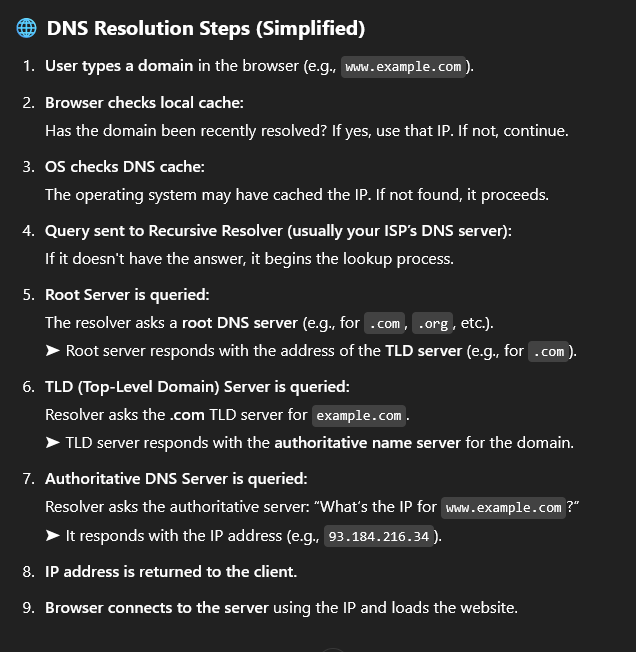 🌐 DNS Resolution Steps (Simplified)
1. User types a domain in the browser (e.g., www.example.com).
2. Browser checks local cache:
Has the domain been recently resolved? If yes, use that IP. If not, continue.
3. OS checks DNS cache:
The operating system may have cached the IP. If not found, it proceeds.
4. Query sent to Recursive Resolver (usually your ISP’s DNS server):
If it doesn't have the answer, it begins the lookup process.
5. Root Server is queried:
The resolver asks a root DNS server (e.g., for .com, .org, etc.).
➤ Root server responds with the address of the TLD server (e.g., for .com).
6. TLD (Top-Level Domain) Server is queried:
Resolver asks the .com TLD server for example.com.
➤ TLD server responds with the authoritative name server for the domain.
7. Authoritative DNS Server is queried:
Resolver asks the authoritative server: “What’s the IP for www.example.com?”
➤ It responds with the IP address (e.g., 93.184.216.34).
8. IP address is returned to the client.
9. Browser connects to the server using the IP and loads the website.